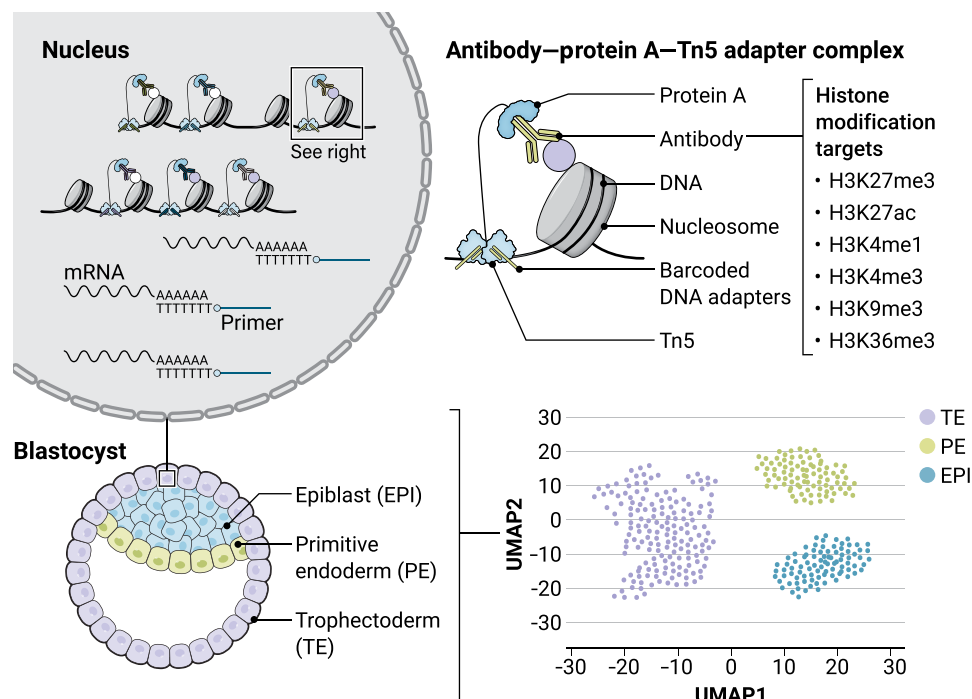 Nucleus
See right
AAAAAA
TTTTTTT
mRNA
AAAAAA
TTTTTTT
Primer
AAAAAA
TTTTTTT
Antibody—protein A—Tn5 adapter complex
Protein A
Antibody
DNA
Nucleosome
Barcoded
DNA adapters
Tn5
Histone
modification
targets
• H3K27me3
• H3K27ac
• H3K4me1
• H3K4me3
• H3K9me3
• H3K36me3
Blastocyst
Epiblast (EPI)
Primitive
endoderm (PE)
Trophectoderm
(TE)
UMAP2
30
20
10
0
-10
-20
-30
-30 -20 -10 0 10 20 30
UMAP1
TE
PE
EPI